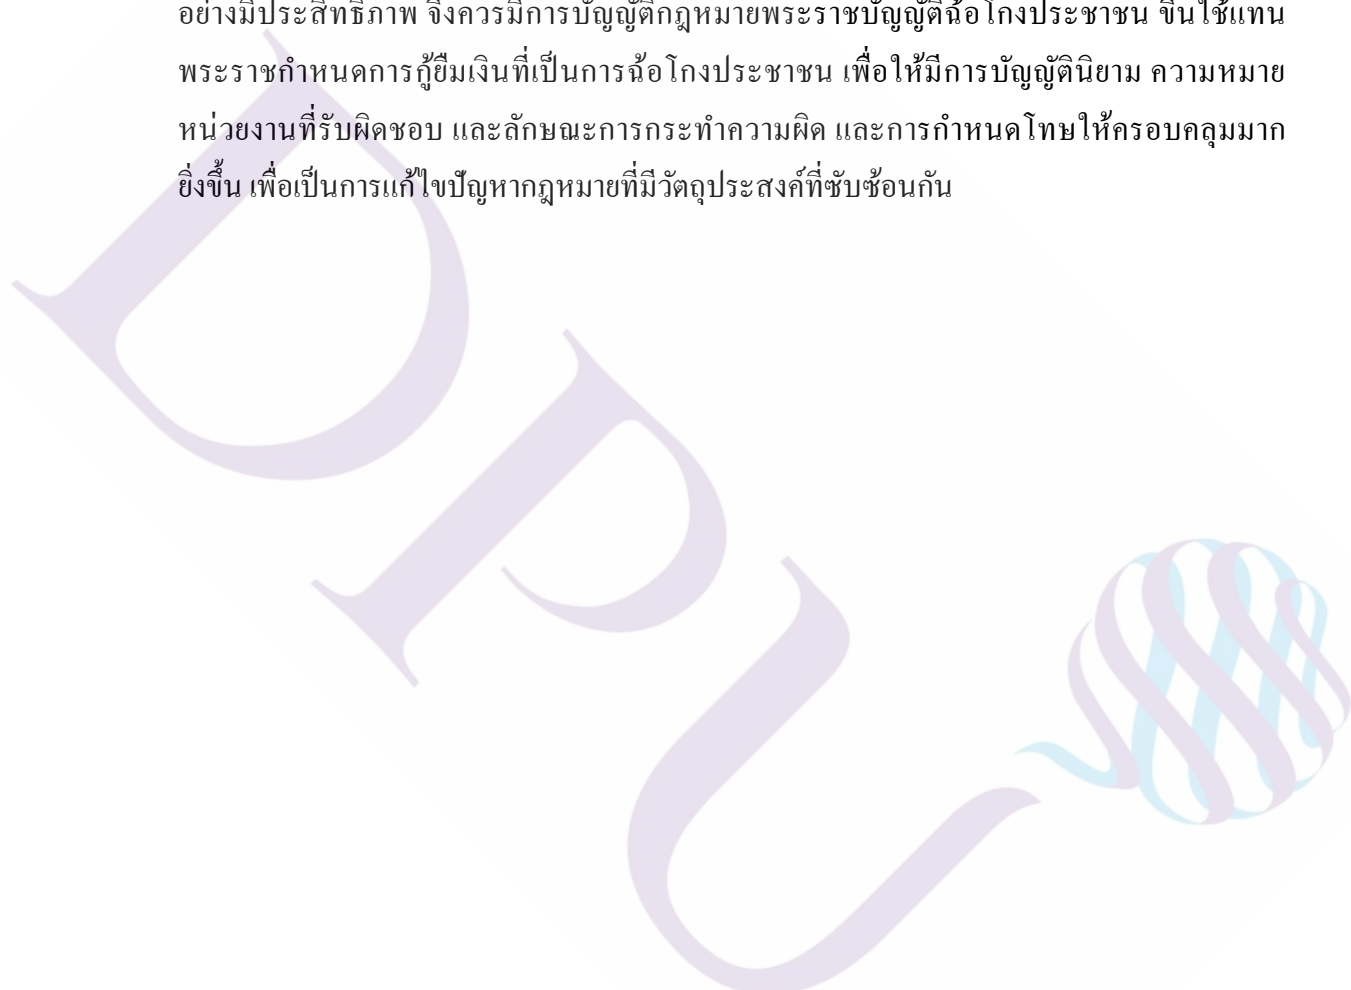 อย่างมีประสิทธิภาพ จึงควรมีการบัญญัติกฎหมายพระราชบัญญัติฉ้อโกงประชาชน ขึ้นใช้แทน
พระราชกำหนดการกู้ยืมเงินที่เป็นการฉ้อโกงประชาชน เพื่อให้มีการบัญญัตินิยาม ความหมาย
หน่วยงานที่รับผิดชอบ และลักษณะการกระทำความผิด และการกำหนดโทษให้ครอบคลุมมาก
ยิ่งขึ้น เพื่อเป็นการแก้ไขปัญหากฎหมายที่มีวัตถุประสงค์ที่ซับซ้อนกัน
DPU